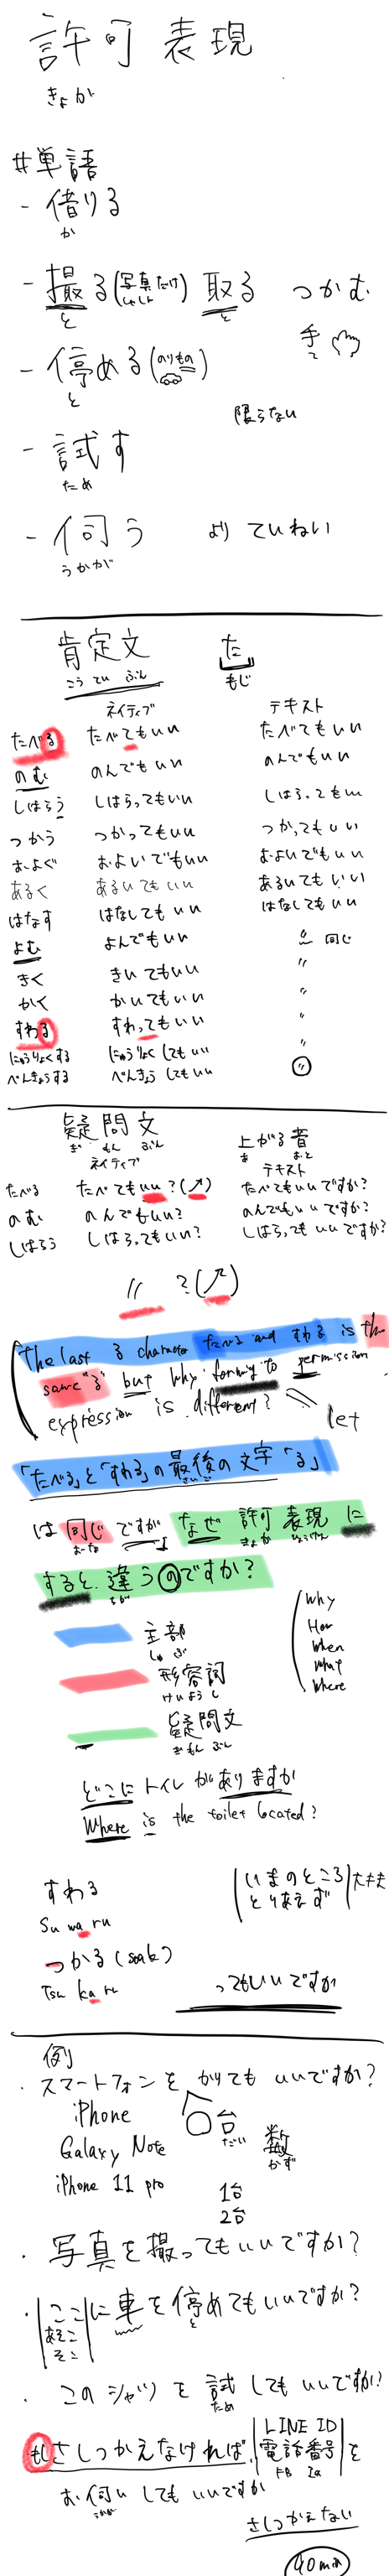 許可 表現
きょか
#単語
- 借りる
か
- 撮る(写真だけ) 取る つかむ
と しゃしん と 手
て
- 停める(のりもの)
と
限らない
- 試す
ため
- 伺う より ていねい
うかが
肯定文 た
こう てい ぶん もじ
ネイティブ テキスト
たべる たべてもいい たべてもいい
のむ のんでもいい のんでもいい
しはらう しはらってもいい しはらってもいい
つかう つかってもいい つかってもいい
およぐ およいでもいい およいでもいい
あるく あるいてもいい あるいてもいい
はなす はなしてもいい はなしてもいい
よむ よんでもいい 〃 同じ
きく きいてもいい 〃
かく かいてもいい 〃
すわる すわってもいい 〃
にゅうりょくする にゅうりょくしてもいい
べんきょうする べんきょうしてもいい 〃
疑問文 上がる音
ぎ もん ぶん あ おと
ネイティブ テキスト
たべる たべてもいい?(↗) たべてもいいですか?
のむ のんでもいい? のんでもいいですか?
しはらう しはらってもいい? しはらってもいいですか?
〃 ?(↗)
The last る character たべる and すわる is the
same "る" but why forming to permission
expression is different?
let
「たべる」と「すわる」の最後の文字「る」
さいご
は 同じ ですが なぜ 許可 表現 に
おなじ きょか ひょうげん
すると 違う のですか?
ちが
主部 Why
しゅ ぶ How
形容詞 When
けいようし What
疑問文 Where
ぎもん ぶん
どこに トイレ が ありますか
Where is the toilet located?
すわる いまのところ 大丈夫
Su wa ru とりあえず
つかる (soak)
Tsu ka ru ってもいいですか
例
・スマートフォンを かりても いいですか?
iPhone 台
だい
Galaxy Note 数
かず
iPhone 11 pro 1台
2台
・写真を撮ってもいいですか?
・ここに車を停めてもいいですか?
あそこ と
そこ
・このシャツを試してもいいですか?
ため
もしさしつかえなければ、LINE ID
電話番号を
FB Ia
お伺いしてもいいですか
うかが
さしつかえない
40min